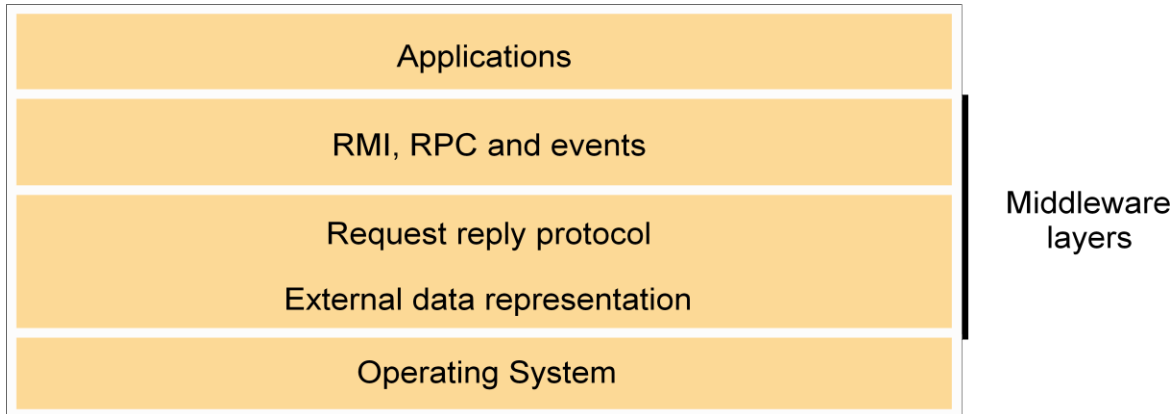 Applications
RMI, RPC and events
Request reply protocol
External data representation
Operating System
Middleware
layers